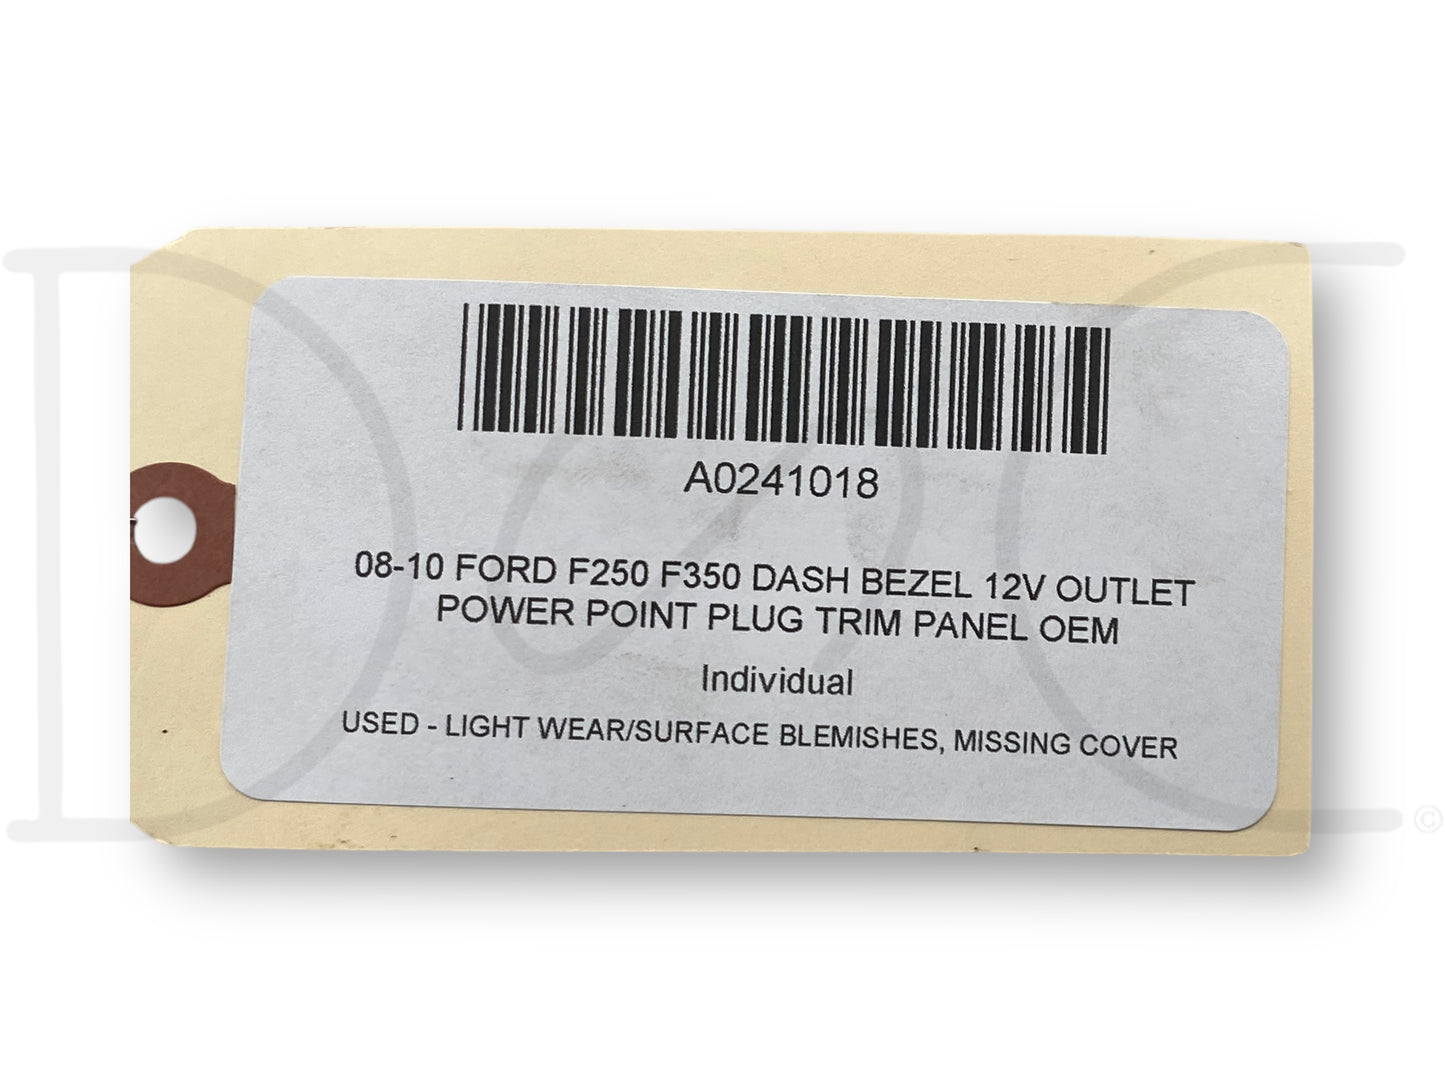 A0241018
08-10 FORD F250 F350 DASH BEZEL 12V OUTLET
POWER POINT PLUG TRIM PANEL OEM
Individual
USED - LIGHT WEAR/SURFACE BLEMISHES, MISSING COVER
©